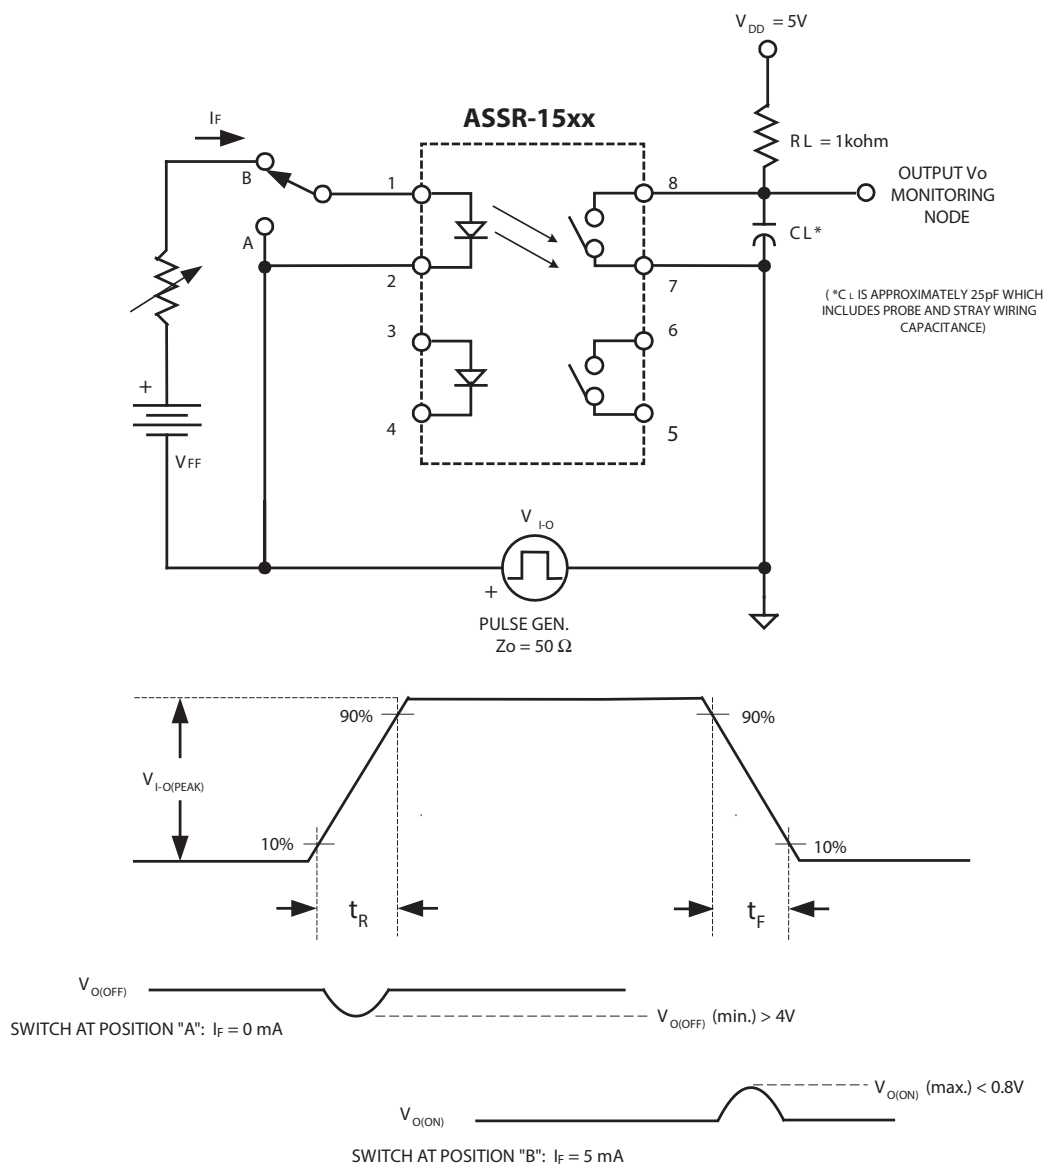 V DD = 5V
ASSR-15xx
IF
RL = 1kohm
B
1
8
OUTPUT Vo
MONITORING
NODE
CL*
A
2
7
( *C L IS APPROXIMATELY 25pF WHICH
INCLUDES PROBE AND STRAY WIRING
CAPACITANCE)
3
6
+
4
5
VFF
V I-O
+
PULSE GEN.
Zo = 50 Ω
90%
90%
V I-O(PEAK)
10%
10%
tR
tF
V O(OFF)
V O(OFF) (min.) > 4V
SWITCH AT POSITION "A": IF = 0 mA
V O(ON) (max.) < 0.8V
V O(ON)
SWITCH AT POSITION "B": IF = 5 mA